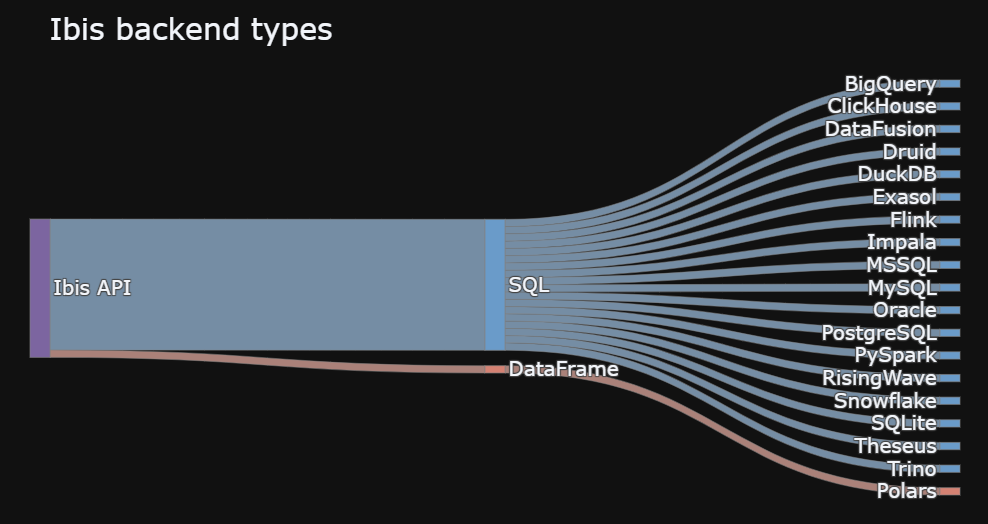 Ibis backend types
BigQuery
ClickHouse
DataFusion
Druid
DuckDB
Exasol
Flink
Impala
MSSQL
Ibis API
SQL
MySQL
Oracle
PostgreSQL
PySpark
DataFrame
RisingWave
Snowflake
SQLite
Theseus
Trino
Polars